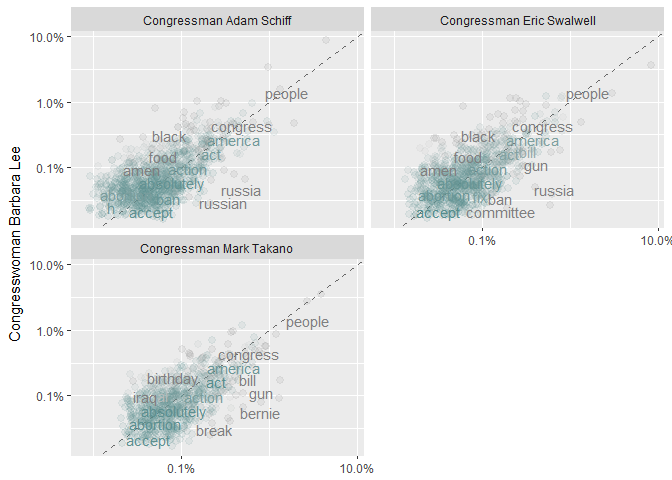 Congressman Adam Schiff
Congressman Eric Swalwell
10.0%
1.0%
0.1%
people
congress
black
america
act
food
amen
action
absolutely
russia
ban
russian
h
accept
people
congress
black
america
bill
food
gun
amen
action
absolutely
russia
abortion
ban
accept
committee
0.1%
10.0%
Congresswoman Barbara Lee
Congressman Mark Takano
10.0%
1.0%
0.1%
people
congress
america
birthday
act
bill
iraq
action
gun
absolutely
bernie
abortion
break
accept
0.1%
10.0%